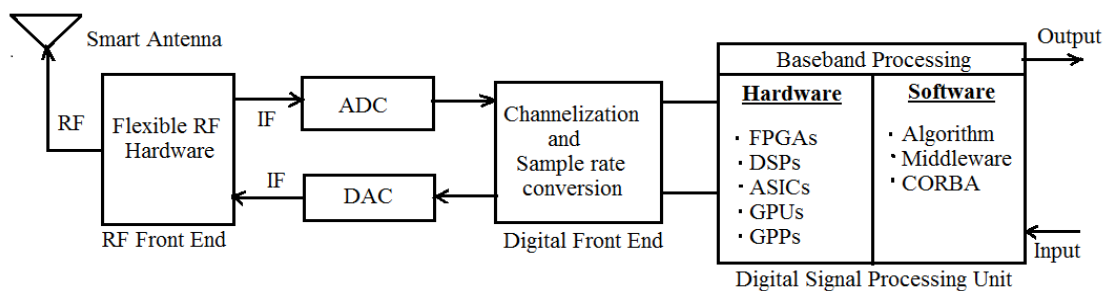 Smart Antenna
RF
Flexible RF
Hardware
RF Front End
IF
ADC
IF
DAC
Channelization
and
Sample rate
conversion
Digital Front End
Baseband Processing
Hardware
· FPGAs
· DSPs
· ASICs
· GPUs
· GPPs
Software
· Algorithm
· Middleware
· CORBA
Digital Signal Processing Unit
Output
Input